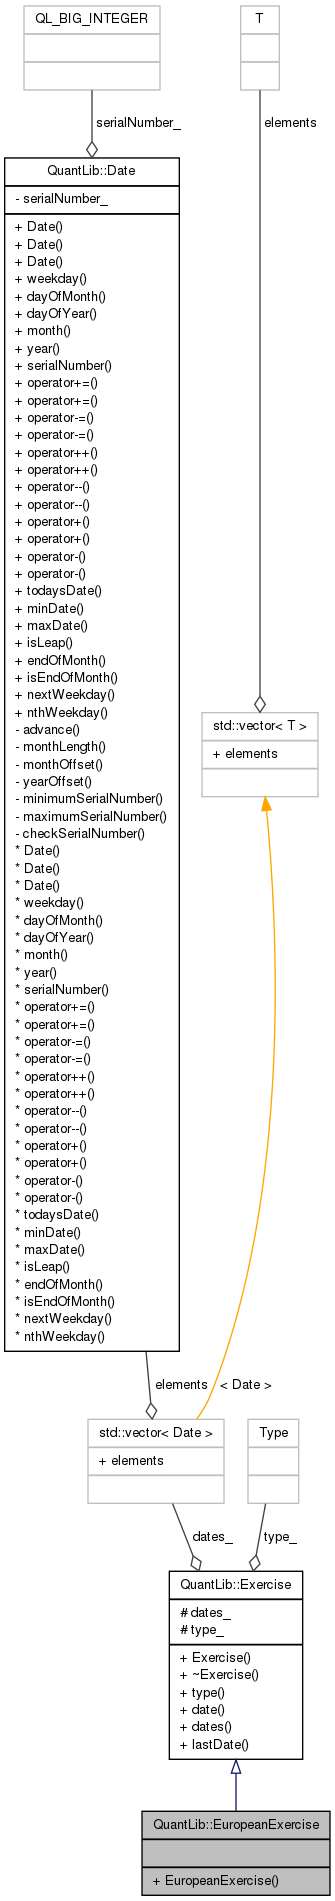 QL_BIG_INTEGER
T
serialNumber_
elements
QuantLib::Date
- serialNumber_
+ Date()
+ Date()
+ Date()
+ weekday()
+ dayOfMonth()
+ dayOfYear()
+ month()
+ year()
+ serialNumber()
+ operator+=()
+ operator+=()
+ operator-=()
+ operator-=()
+ operator++()
+ operator++()
+ operator--()
+ operator--()
+ operator+()
+ operator+()
+ operator-()
+ operator-()
+ todaysDate()
+ minDate()
+ maxDate()
+ isLeap()
+ endOfMonth()
+ isEndOfMonth()
+ nextWeekday()
+ nthWeekday()
- advance()
- monthLength()
- monthOffset()
- yearOffset()
- minimumSerialNumber()
- maximumSerialNumber()
- checkSerialNumber()
* Date()
* Date()
* Date()
* weekday()
* dayOfMonth()
* dayOfYear()
* month()
* year()
* serialNumber()
* operator+=()
* operator+=()
* operator-=()
* operator-=()
* operator++()
* operator++()
* operator--()
* operator--()
* operator+()
* operator+()
* operator-()
* operator-()
* todaysDate()
* minDate()
* maxDate()
* isLeap()
* endOfMonth()
* isEndOfMonth()
* nextWeekday()
* nthWeekday()
std::vector< T >
+ elements
elements
< Date >
std::vector< Date >
+ elements
Type
dates_
type_
QuantLib::Exercise
# dates_
# type_
+ Exercise()
+ ~Exercise()
+ type()
+ date()
+ dates()
+ lastDate()
QuantLib::EuropeanExercise
+ EuropeanExercise()